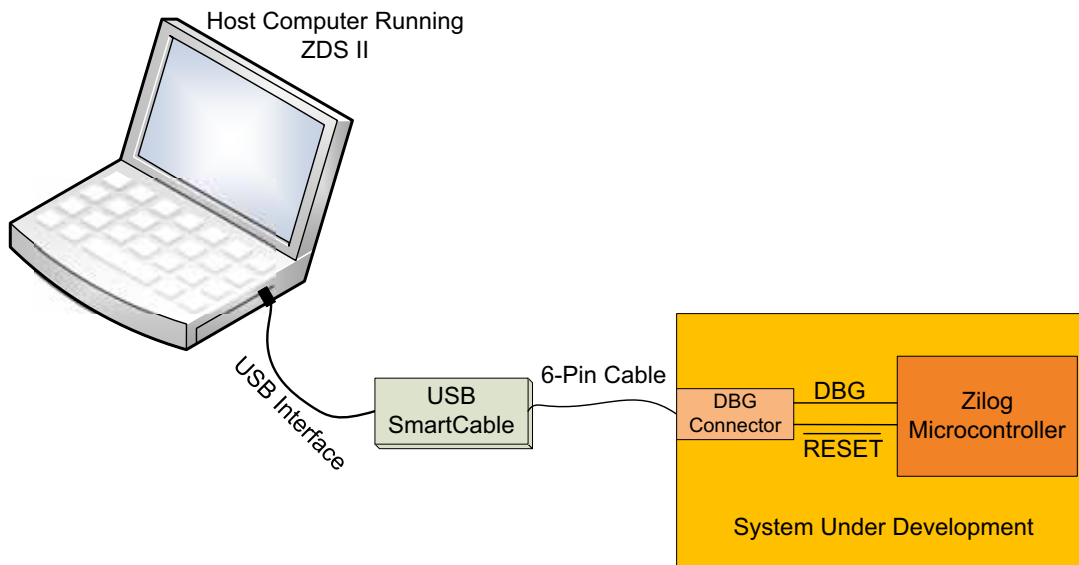 Host Computer Running
ZDS II
USB Interface
USB
SmartCable
6-Pin Cable
DBG
Connector
DBG
RESET
Zilog
Microcontroller
System Under Development